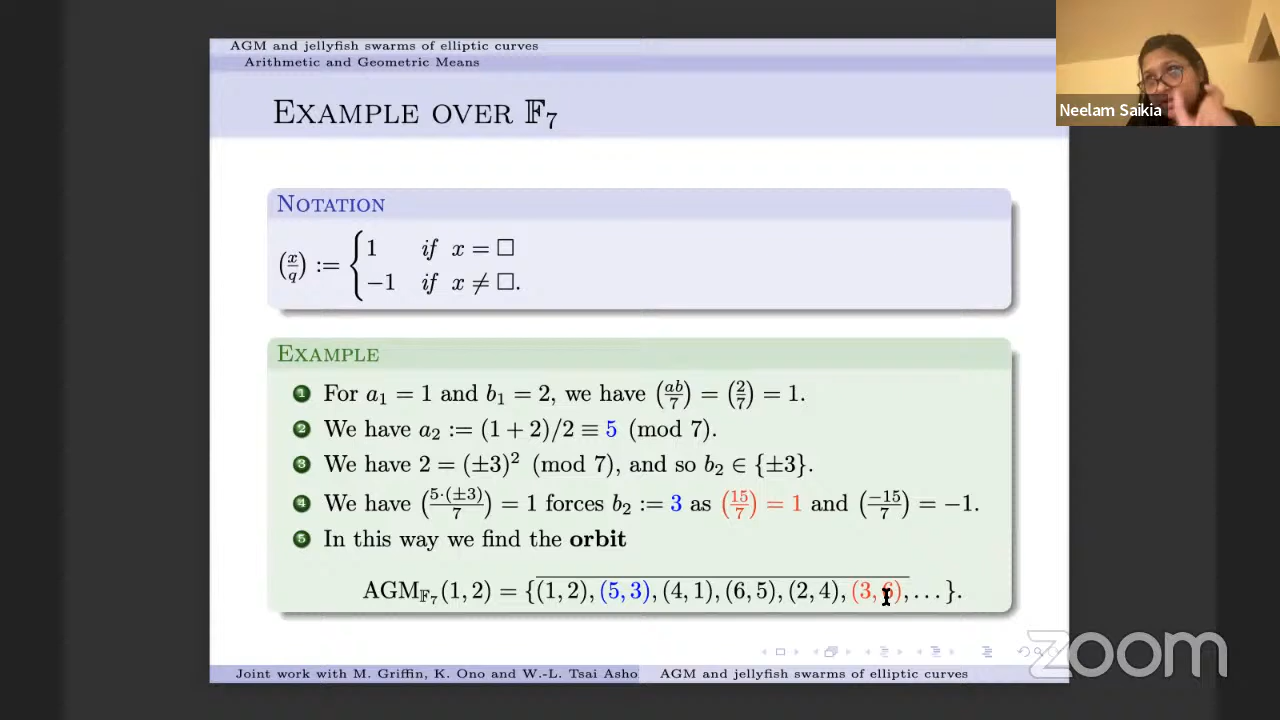 AGM and jellyfish swarms of elliptic curves
Arithmetic and Geometric Means
Neelam Saikia
Example over 𝔽₇
Notation
(x/q) := { 1 if x = □
−1 if x ≠ □.
Example
1 For a₁ = 1 and b₁ = 2, we have (ab/7) = (2/7) = 1.
2 We have a₂ := (1 + 2)/2 ≡ 5 (mod 7).
3 We have 2 = (±3)² (mod 7), and so b₂ ∈ {±3}.
4 We have (5·(±3)/7) = 1 forces b₂ := 3 as (15/7) = 1 and (−15/7) = −1.
5 In this way we find the orbit
AGM_𝔽₇(1, 2) = {(1, 2), (5, 3), (4, 1), (6, 5), (2, 4), (3, 6), . . . }.
zoom
Joint work with M. Griffin, K. Ono and W.-L. Tsai Asho
AGM and jellyfish swarms of elliptic curves